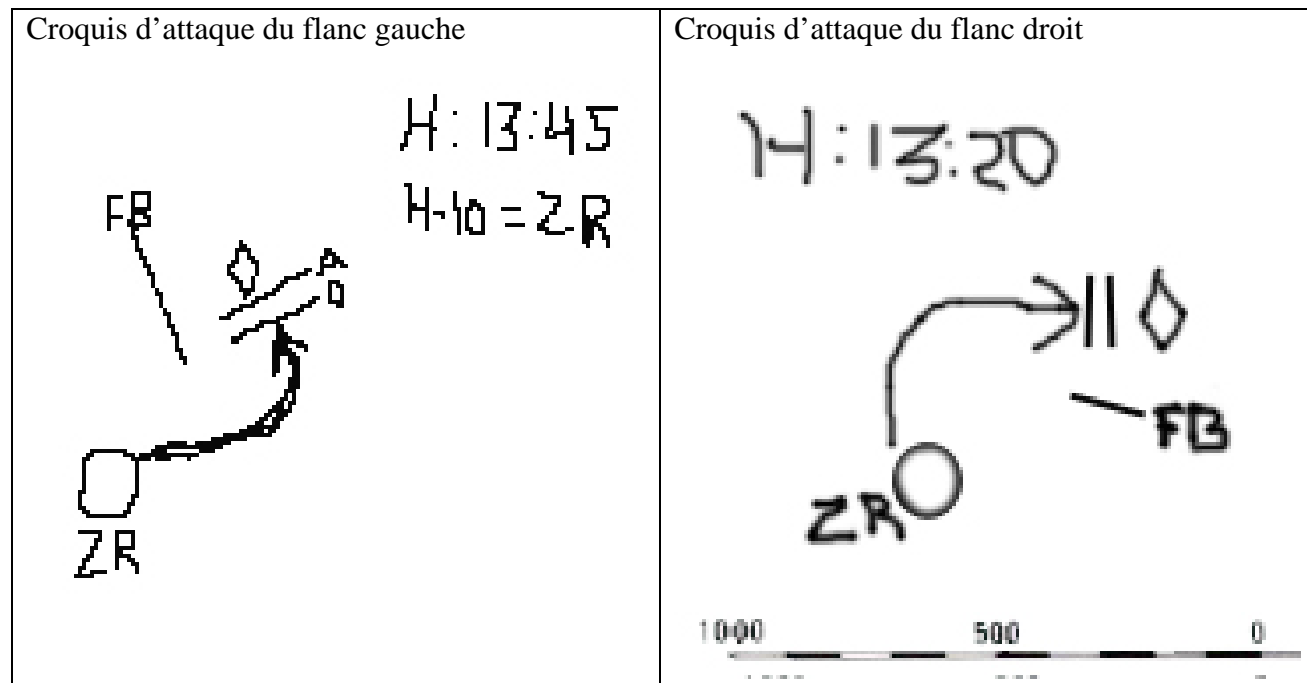 Croquis d’attaque du flanc gauche
H: 13:45
H-10 = ZR
FB
A
D
ZR
Croquis d’attaque du flanc droit
H:13:20
FB
ZR
1000 500 0